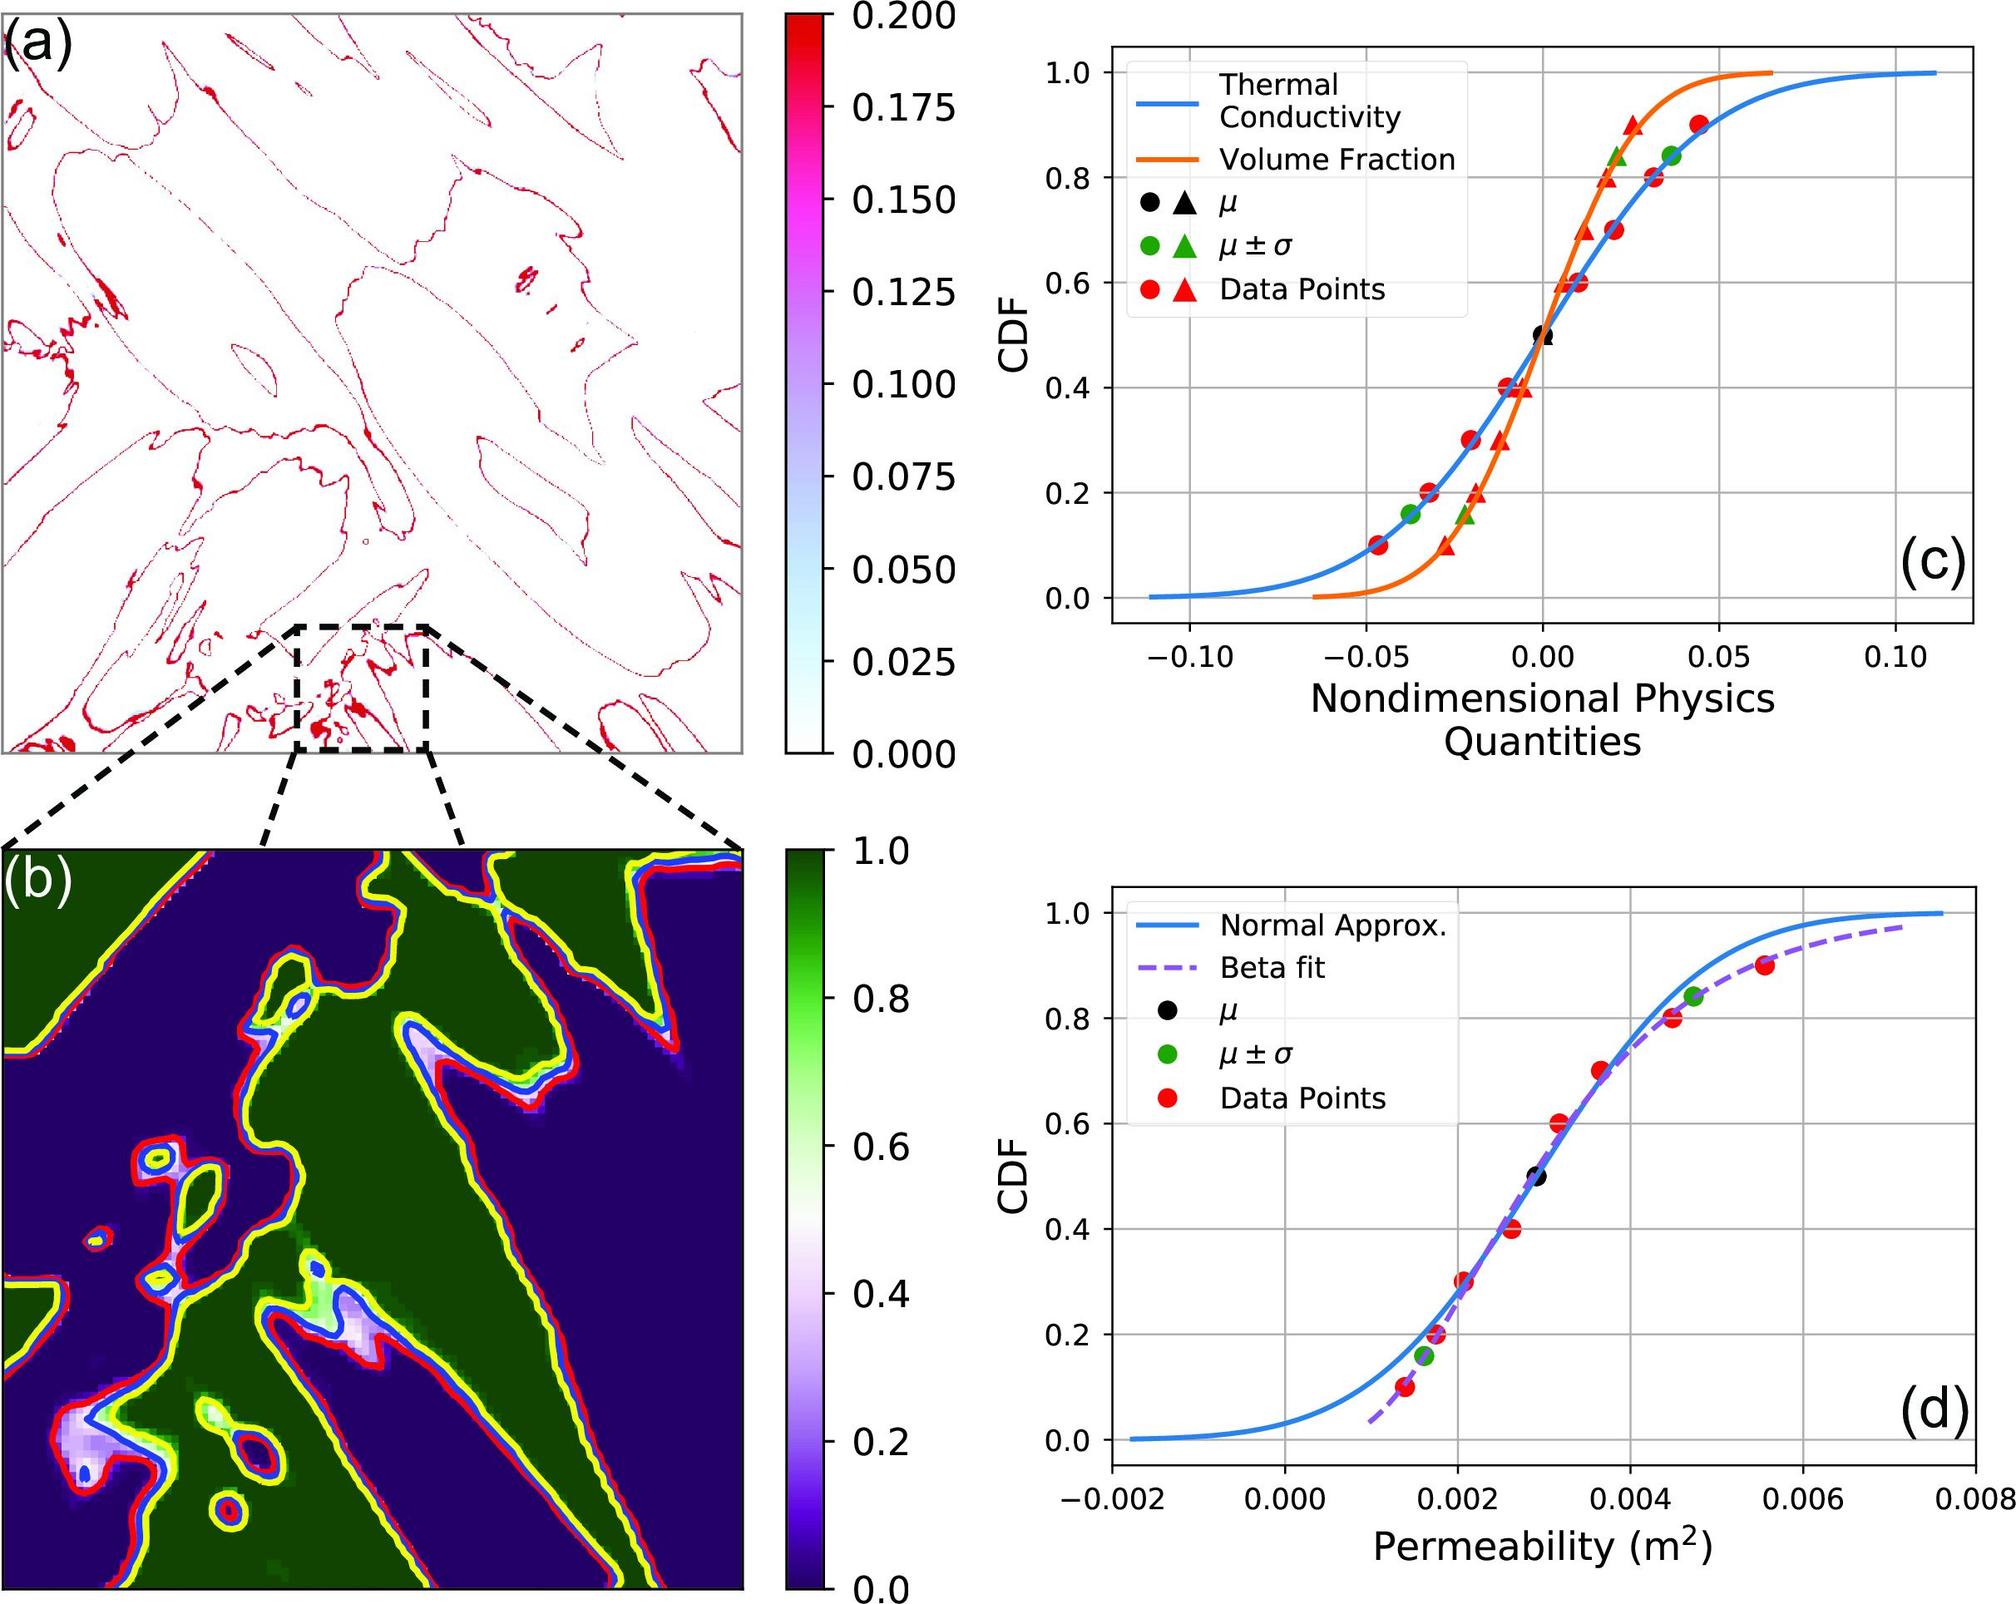 (a)
0.200
0.175
0.150
0.125
0.100
0.075
0.050
0.025
0.000
(b)
1.0
0.8
0.6
0.4
0.2
0.0
CDF
1.0
0.8
0.6
0.4
0.2
0.0
Thermal
Conductivity
Volume Fraction
μ
μ ± σ
Data Points
(c)
−0.10 −0.05 0.00 0.05 0.10
Nondimensional Physics
Quantities
CDF
1.0
0.8
0.6
0.4
0.2
0.0
Normal Approx.
Beta fit
μ
μ ± σ
Data Points
(d)
−0.002 0.000 0.002 0.004 0.006 0.008
Permeability (m²)